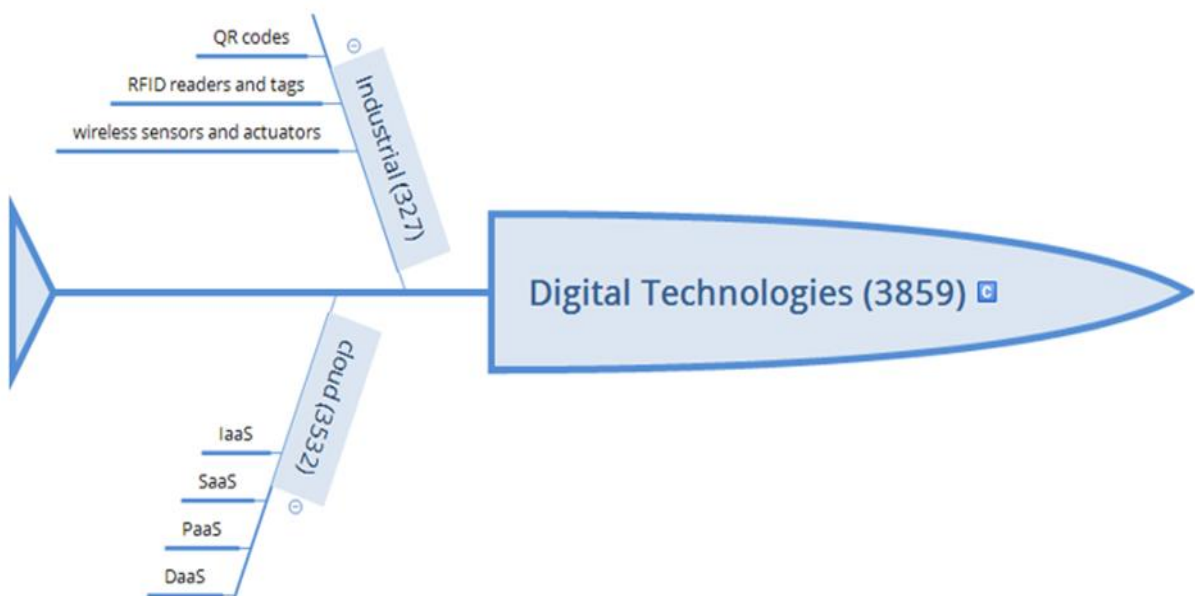 QR codes
RFID readers and tags
wireless sensors and actuators
Industrial (327)
Digital Technologies (3859) C
cloud (3532)
IaaS
SaaS
PaaS
DaaS